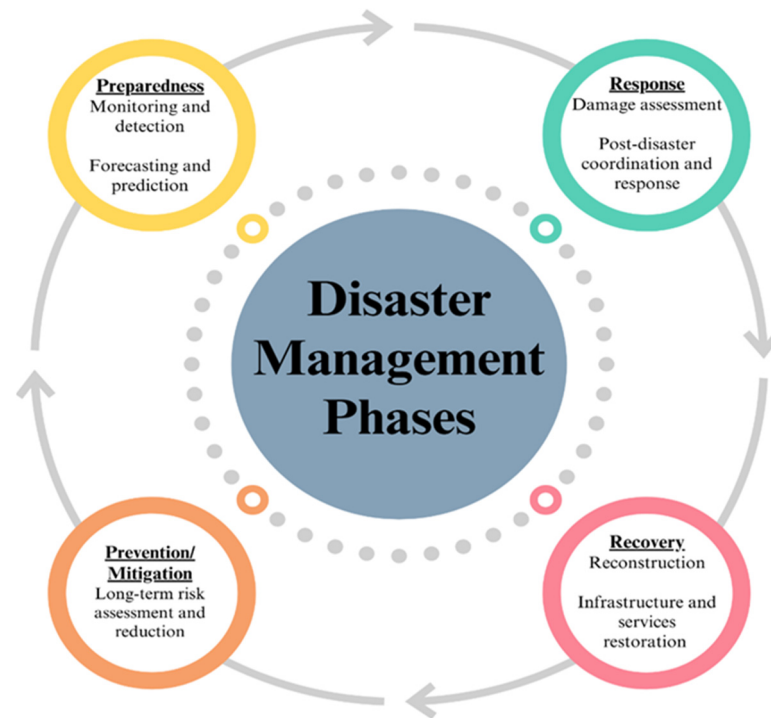 Preparedness
Monitoring and
detection
Forecasting and
prediction
Response
Damage assessment
Post-disaster
coordination and
response
Disaster
Management
Phases
Prevention/
Mitigation
Long-term risk
assessment and
reduction
Recovery
Reconstruction
Infrastructure and
services
restoration